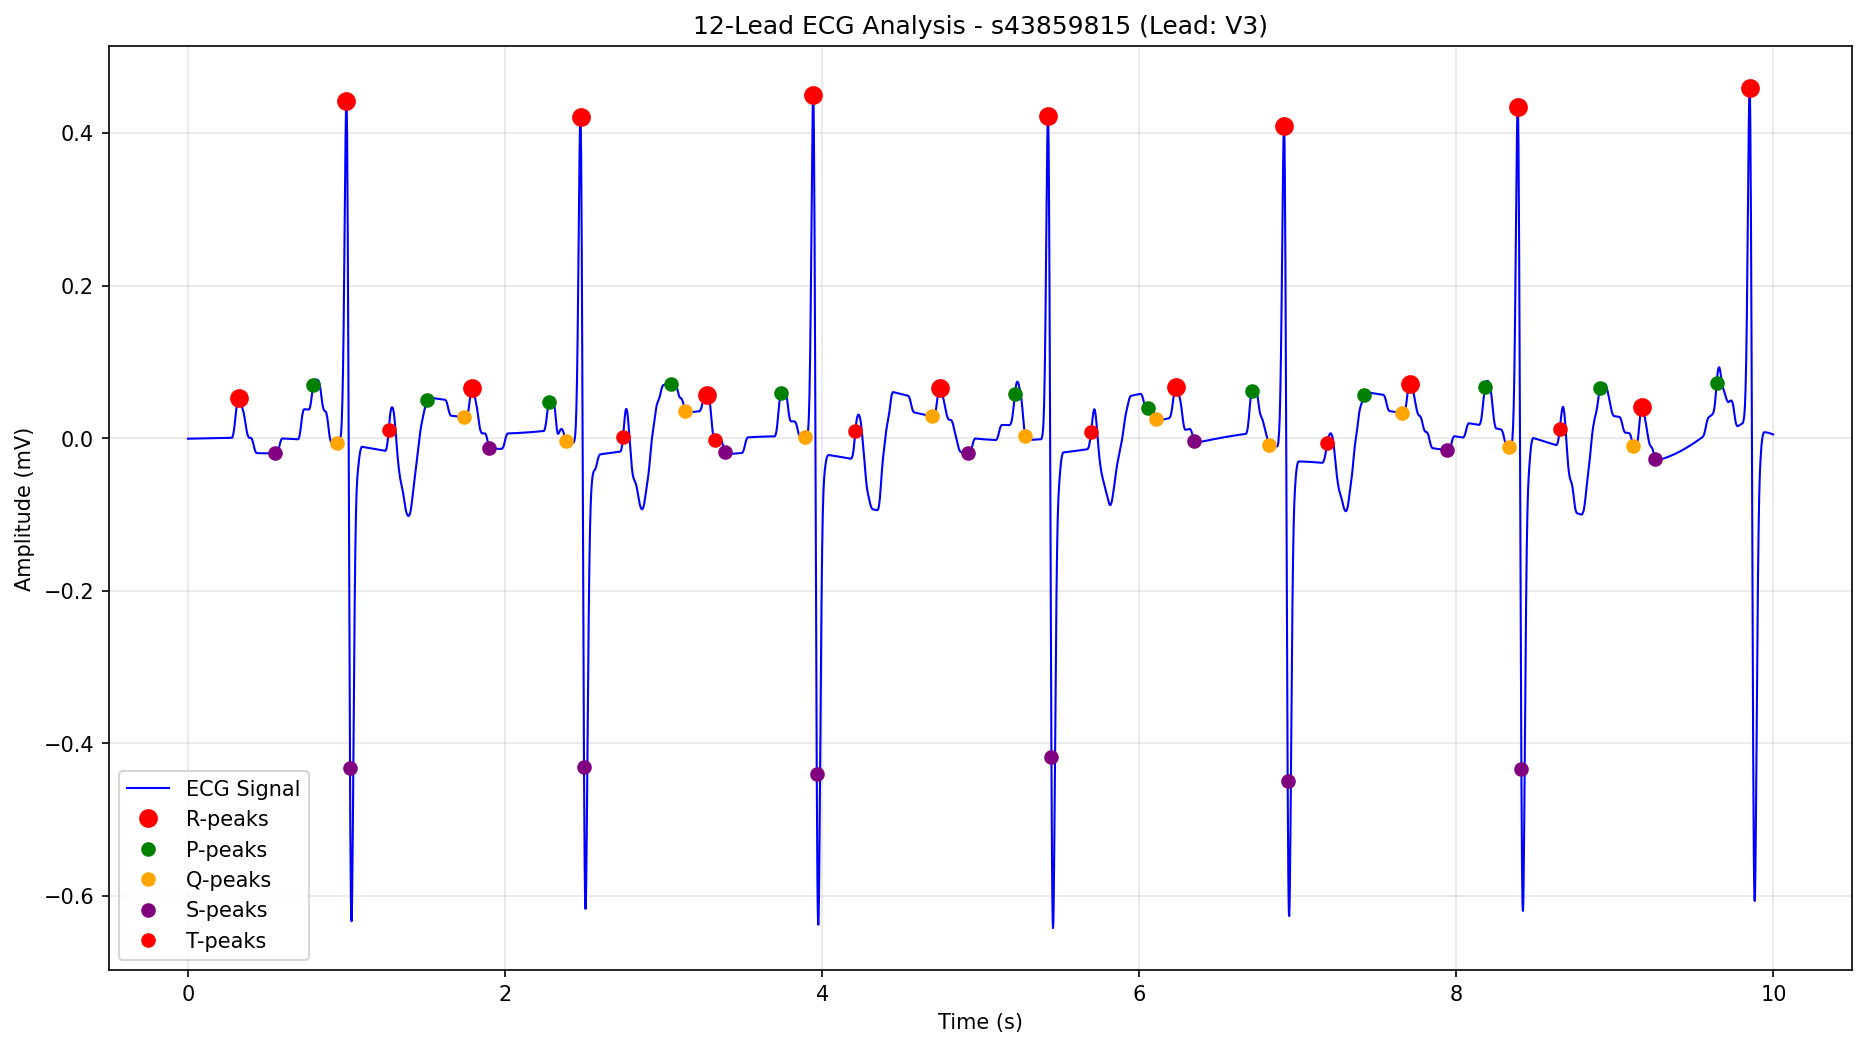 12-Lead ECG Analysis - s43859815 (Lead: V3)
Amplitude (mV)
0.4
0.2
0.0
−0.2
−0.4
−0.6
ECG Signal
R-peaks
P-peaks
Q-peaks
S-peaks
T-peaks
0 2 4 6 8 10
Time (s)